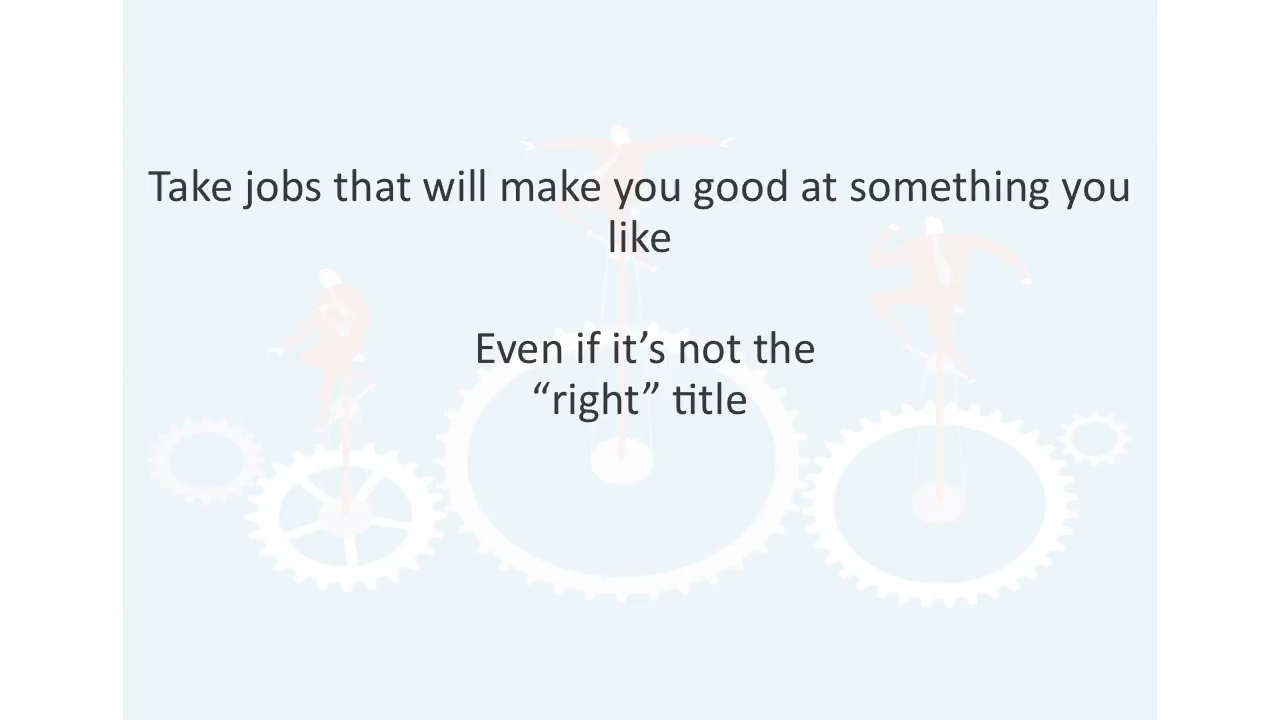 Take jobs that will make you good at something you
like
Even if it’s not the
“right” title